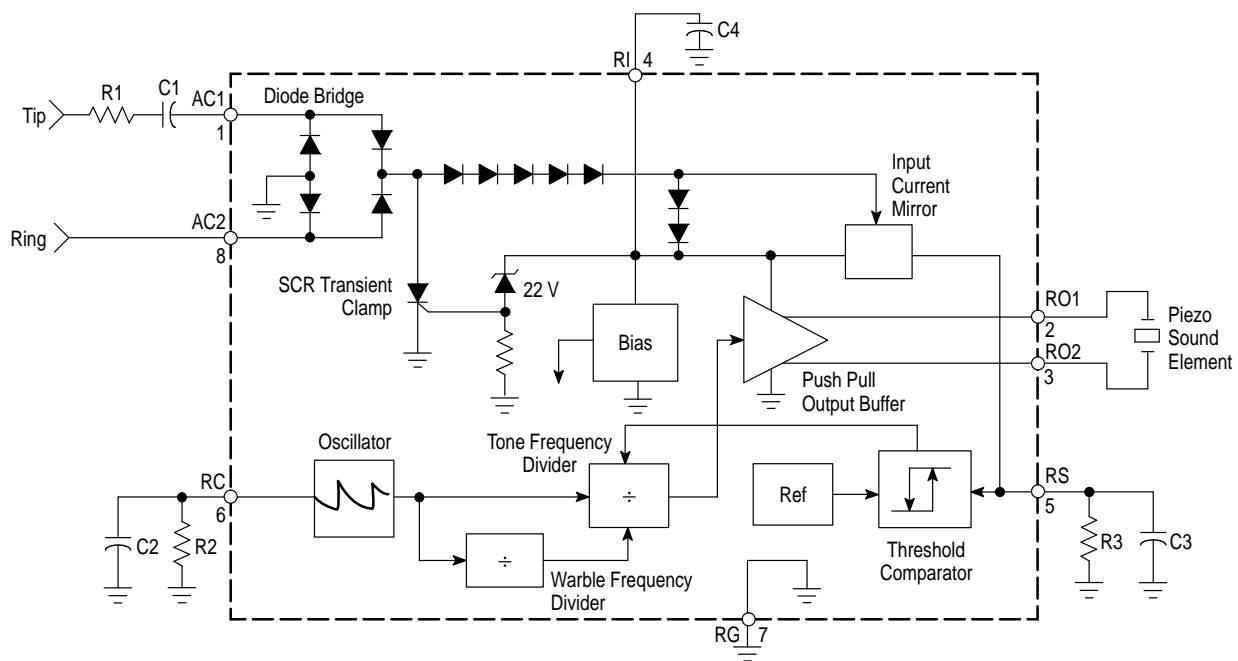 C4
RI 4
R1
C1
AC1
Diode Bridge
Tip
1
Input
Current
Mirror
AC2
Ring
8
SCR Transient
Clamp
22 V
RO1
2
Piezo
Sound
Element
Bias
RO2
3
Push Pull
Output Buffer
Oscillator
Tone Frequency
Divider
RC
6
÷
Ref
RS
5
C2
R2
÷
R3
C3
Threshold
Comparator
Warble Frequency
Divider
RG 7